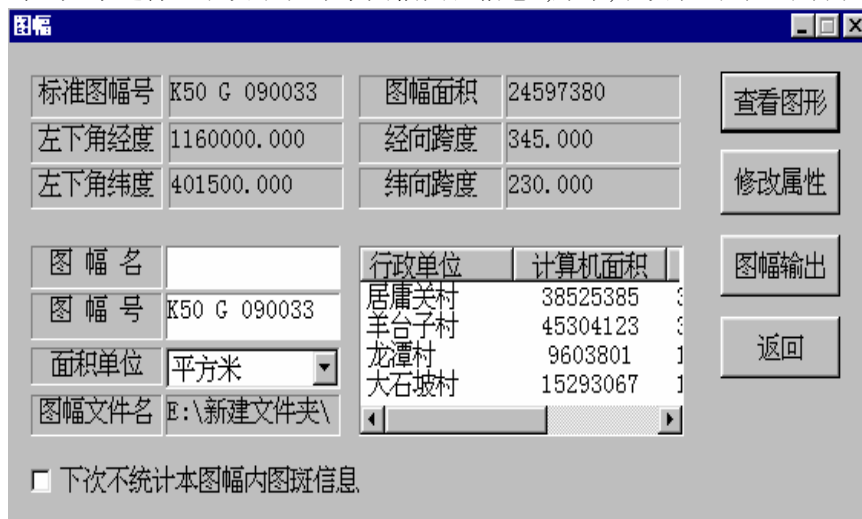 图幅
标准图幅号 K50 G 090033 图幅面积 24597380 查看图形
左下角经度 1160000.000 经向跨度 345.000
左下角纬度 401500.000 纬向跨度 230.000 修改属性
图 幅 名 行政单位 计算机面积 图幅输出
图 幅 号 K50 G 090033 居庸关村 38525385
羊台子村 45304123
面积单位 平方米 龙潭村 9603801 返回
大石坡村 15293067
图幅文件名 E:\新建文件夹\
下次不统计本图幅内图斑信息